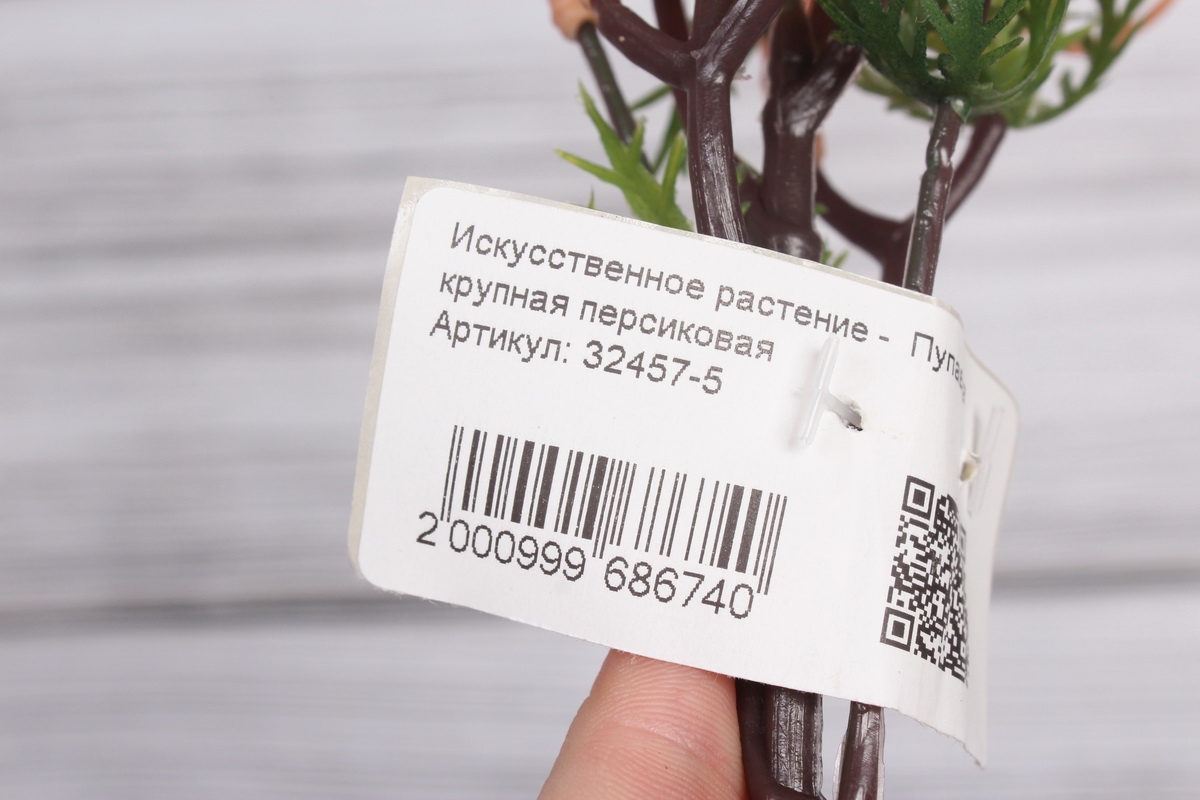 Искусственное растение -
крупная персиковая
Артикул: 32457-5
2 000999 686740